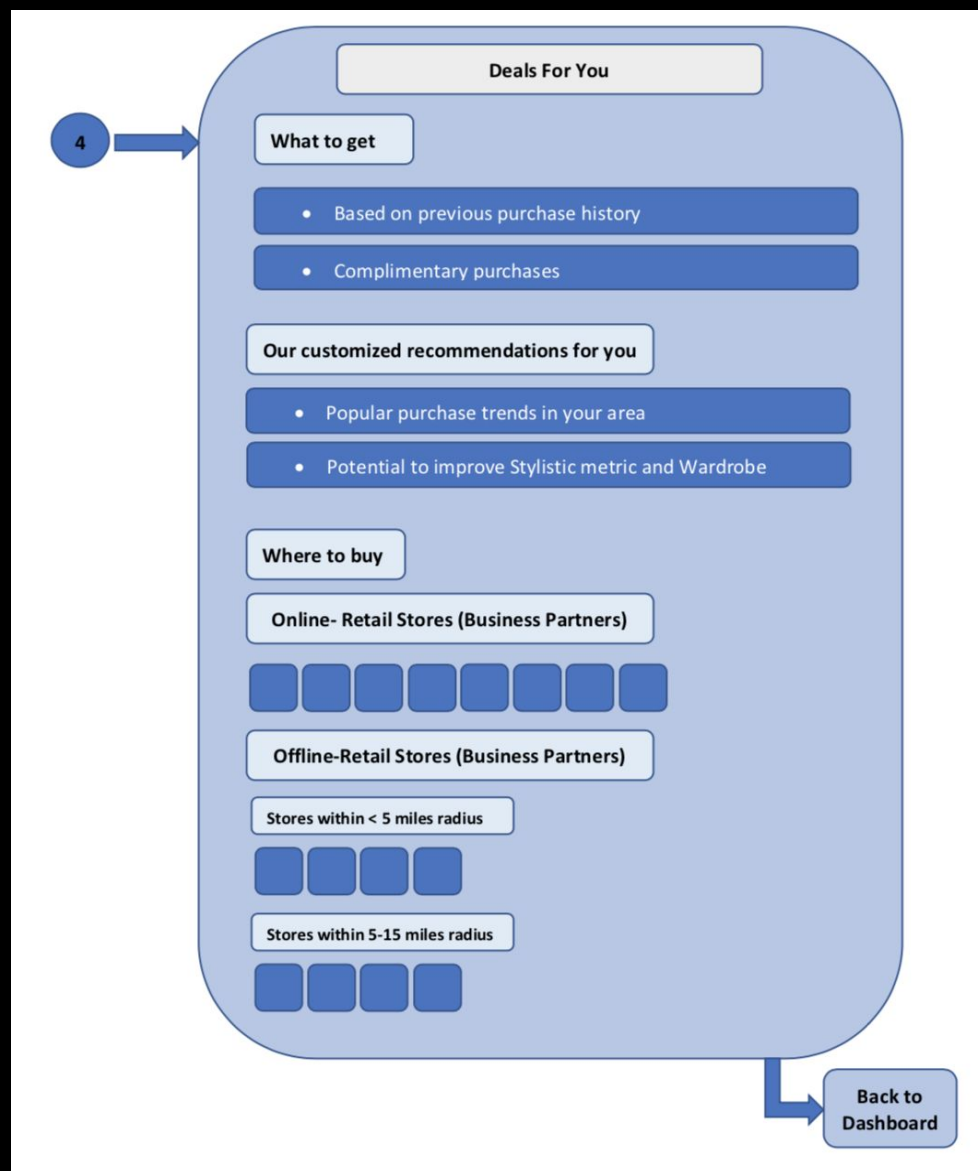 Deals For You
4
What to get
• Based on previous purchase history
• Complimentary purchases
Our customized recommendations for you
• Popular purchase trends in your area
• Potential to improve Stylistic metric and Wardrobe
Where to buy
Online- Retail Stores (Business Partners)
Offline-Retail Stores (Business Partners)
Stores within < 5 miles radius
Stores within 5-15 miles radius
Back to
Dashboard